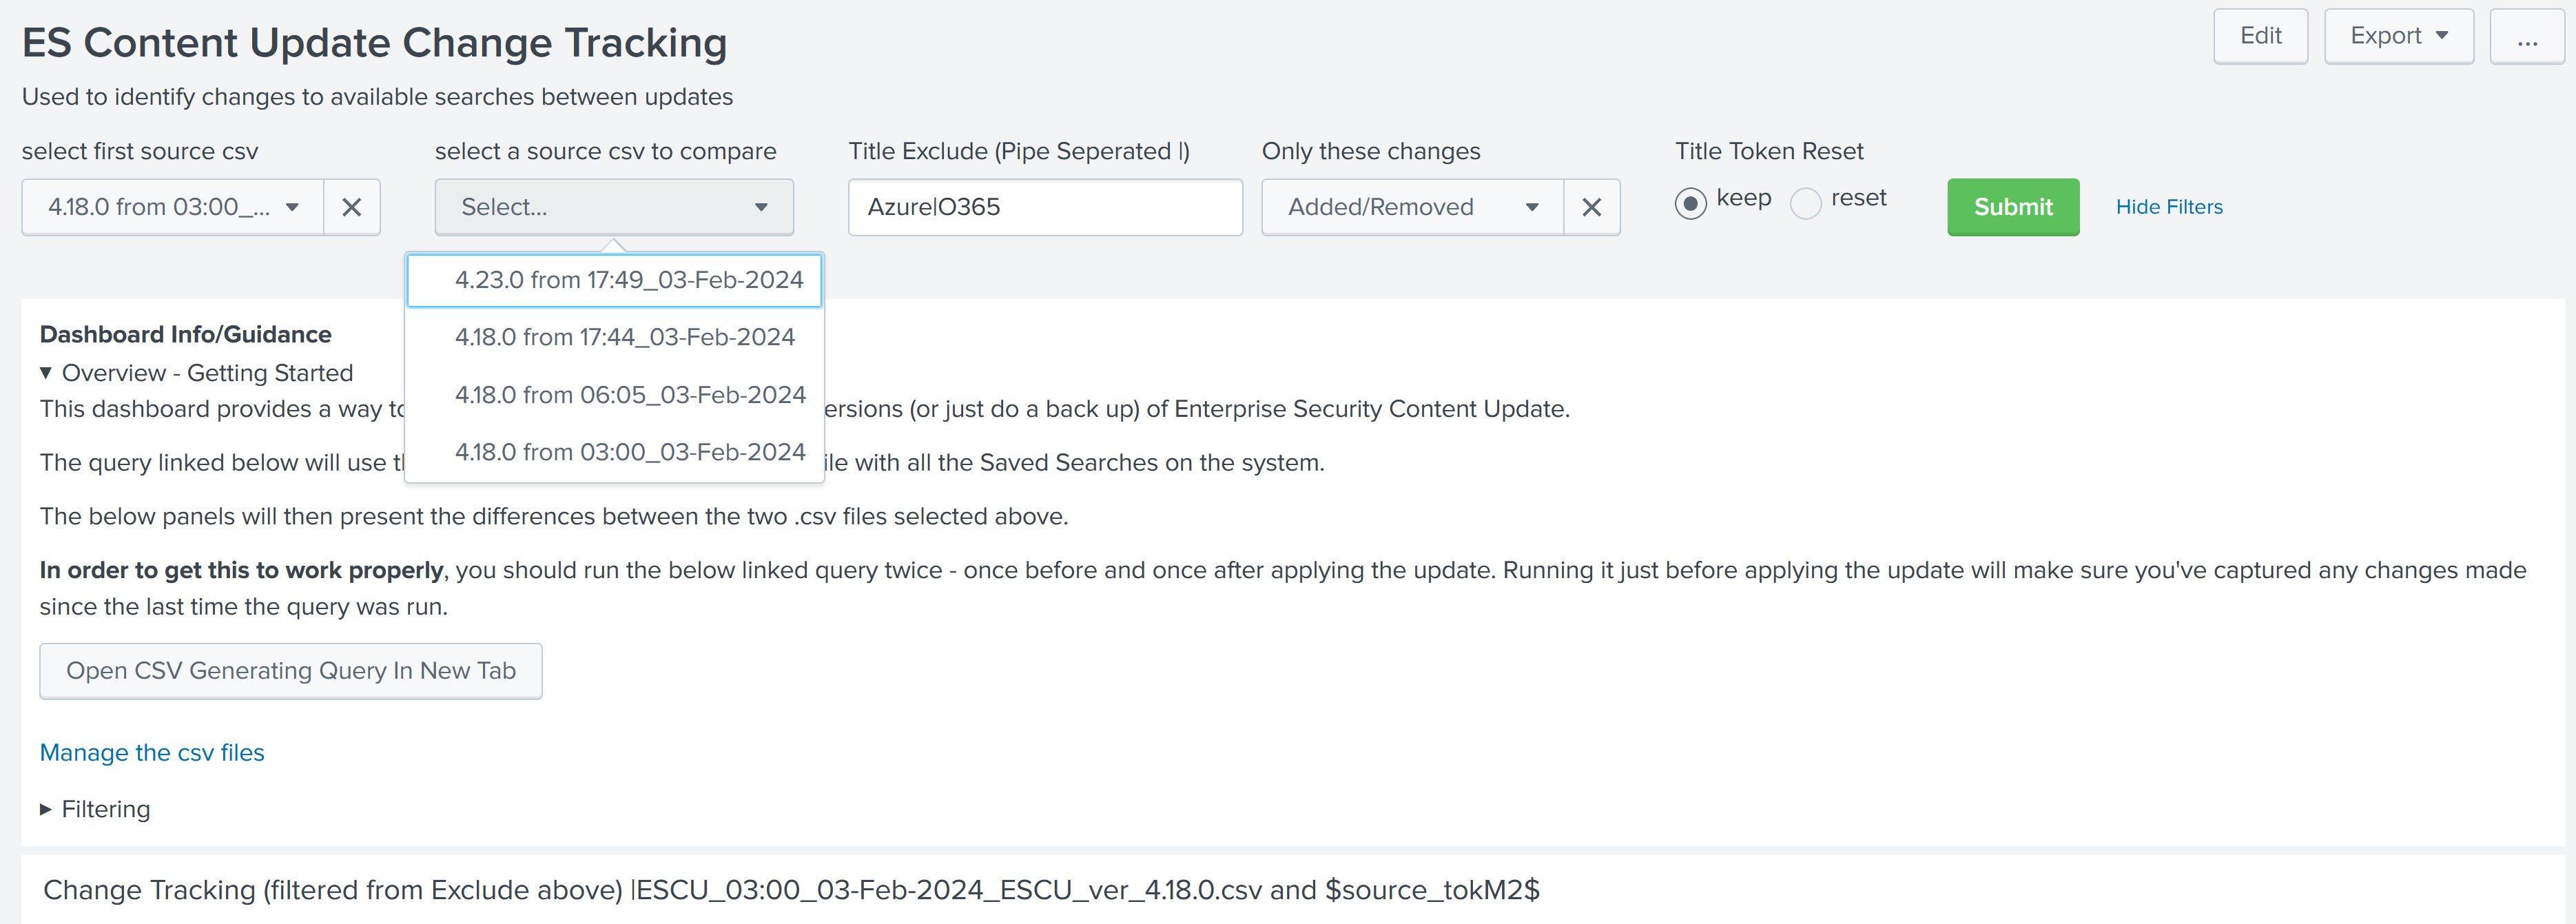 ES Content Update Change Tracking
Edit
Export
...
Used to identify changes to available searches between updates
select first source csv
select a source csv to compare
Title Exclude (Pipe Seperated |)
Only these changes
Title Token Reset
4.18.0 from 03:00_...
Select...
Azure|O365
Added/Removed
keep
reset
Submit
Hide Filters
4.23.0 from 17:49_03-Feb-2024
4.18.0 from 17:44_03-Feb-2024
4.18.0 from 06:05_03-Feb-2024
4.18.0 from 03:00_03-Feb-2024
Dashboard Info/Guidance
Overview - Getting Started
This dashboard provides a way to ersions (or just do a back up) of Enterprise Security Content Update.
The query linked below will use ile with all the Saved Searches on the system.
The below panels will then present the differences between the two .csv files selected above.
In order to get this to work properly, you should run the below linked query twice - once before and once after applying the update. Running it just before applying the update will make sure you've captured any changes made
since the last time the query was run.
Open CSV Generating Query In New Tab
Manage the csv files
Filtering
Change Tracking (filtered from Exclude above) |ESCU_03:00_03-Feb-2024_ESCU_ver_4.18.0.csv and $source_tokM2$